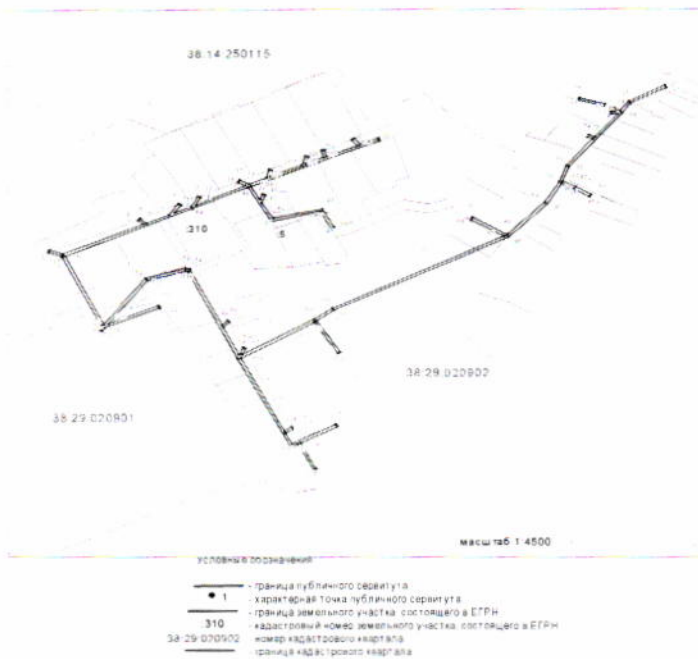 38:14:250115
:310
38:29:020902
38:29:020901
масштаб 1:4500
Условные обозначения
- граница публичного сервитута
1 - характерная точка публичного сервитута
- граница земельного участка, состоящего в ЕГРН
:310 - кадастровый номер земельного участка, состоящего в ЕГРН
38:29:020902 - номер кадастрового квартала
- граница кадастрового квартала